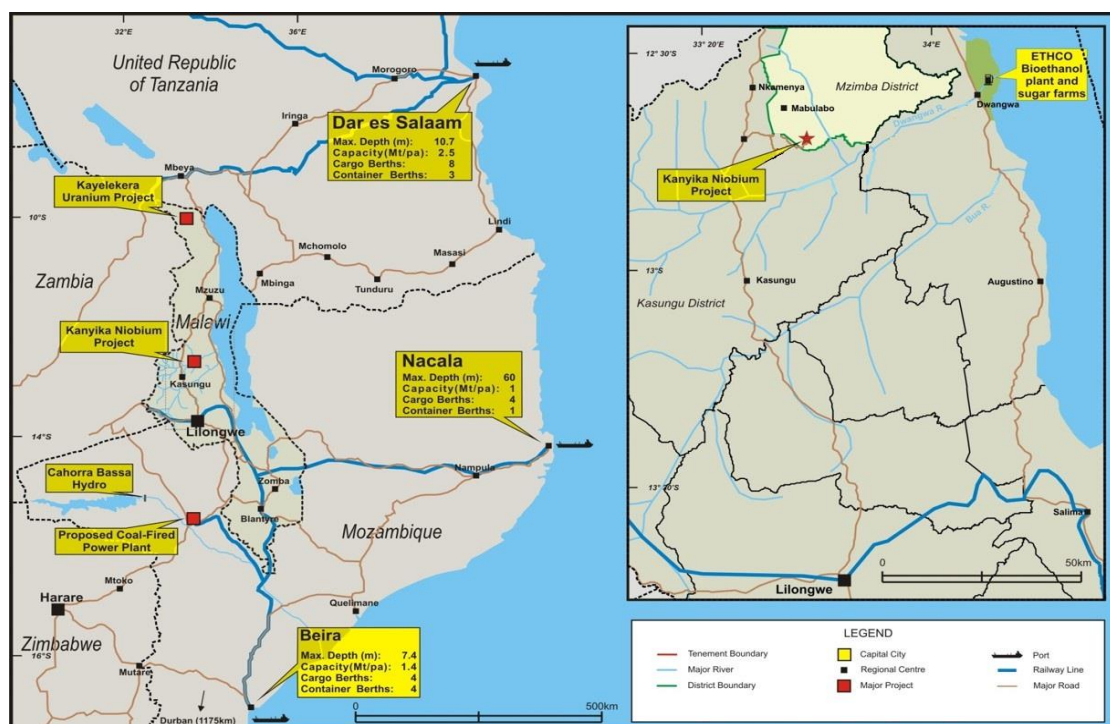 32°E
36°E
United Republic
of Tanzania
Morogoro
Iringa
Dar es Salaam
Max. Depth (m): 10.7
Capacity(Mt/pa): 2.5
Cargo Berths: 8
Container Berths: 3
Mbeya
Kayelekera
Uranium Project
10°S
Lindi
Mchomolo
Masasi
Mbinga
Tunduru
Zambia
Mzuzu
Malawi
Kanyika Niobium
Project
Kasungu
Nacala
Max. Depth (m): 60
Capacity(Mt/pa): 1
Cargo Berths: 4
Container Berths: 1
Lilongwe
14°S
Nampula
Cahorra Bassa
Hydro
Zomba
Blantyre
Proposed Coal-Fired
Power Plant
Mozambique
Mtoko
Harare
Quelimane
Zimbabwe
Beira
Max. Depth (m): 7.4
Capacity(Mt/pa): 1.4
Cargo Berths: 4
Container Berths: 4
16°S
Mutare
Durban (1175km)
0
500km
33° 20'E
34°E
12° 30'S
ETHCO
Bioethanol
plant and
sugar farms
Nkamenya
Mzimba District
Mabulabo
Dwangwa
Dwangwa R.
Kanyika Niobium
Project
Bua R.
13°S
Kasungu
Augustino
Kasungu District
Salima
0
50km
Lilongwe
LEGEND
Tenement Boundary
Capital City
Port
Major River
Regional Centre
Railway Line
District Boundary
Major Project
Major Road